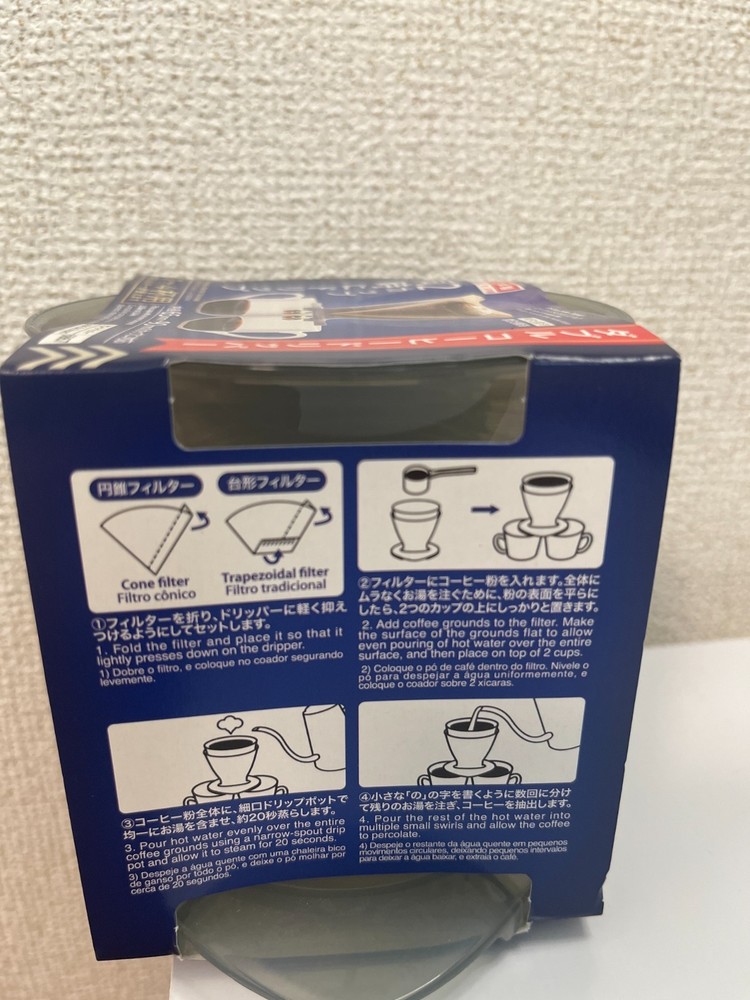 ダブルコーヒードリッパー
円錐フィルター
台形フィルター
Cone filter
Filtro cônico
Trapezoidal filter
Filtro tradicional
①フィルターを折り、ドリッパーに軽く抑え
つけるようにしてセットします。
1. Fold the filter and place it so that it
lightly presses down on the dripper.
1) Dobre o filtro, e coloque no coador segurando
levemente.
②フィルターにコーヒー粉を入れます。全体に
ムラなくお湯を注ぐために、粉の表面を平らに
したら、2つのカップの上にしっかりと置きます。
2. Add coffee grounds to the filter. Make
the surface of the grounds flat to allow
even pouring of hot water over the entire
surface, and then place on top of 2 cups.
2) Coloque o pó de café dentro do filtro. Nivele o
pó para despejar a água uniformemente, e
coloque o coador sobre 2 xícaras.
③コーヒー粉全体に、細口ドリップポットで
均一にお湯を含ませ、約20秒蒸らします。
3. Pour hot water evenly over the entire
coffee grounds using a narrow-spout drip
pot and allow it to steam for 20 seconds.
3) Despeje a água quente com uma chaleira bico
de ganso por todo o pó, e deixe o pó molhar por
cerca de 20 segundos.
④小さな「の」の字を書くように数回に分け
て残りのお湯を注ぎ、コーヒーを抽出します。
4. Pour the rest of the hot water into
multiple small swirls and allow the coffee
to percolate.
4) Despeje o restante da água quente em pequenos
movimentos circulares, deixando pequenos intervalos
para deixar a água baixar, e extraia o café.